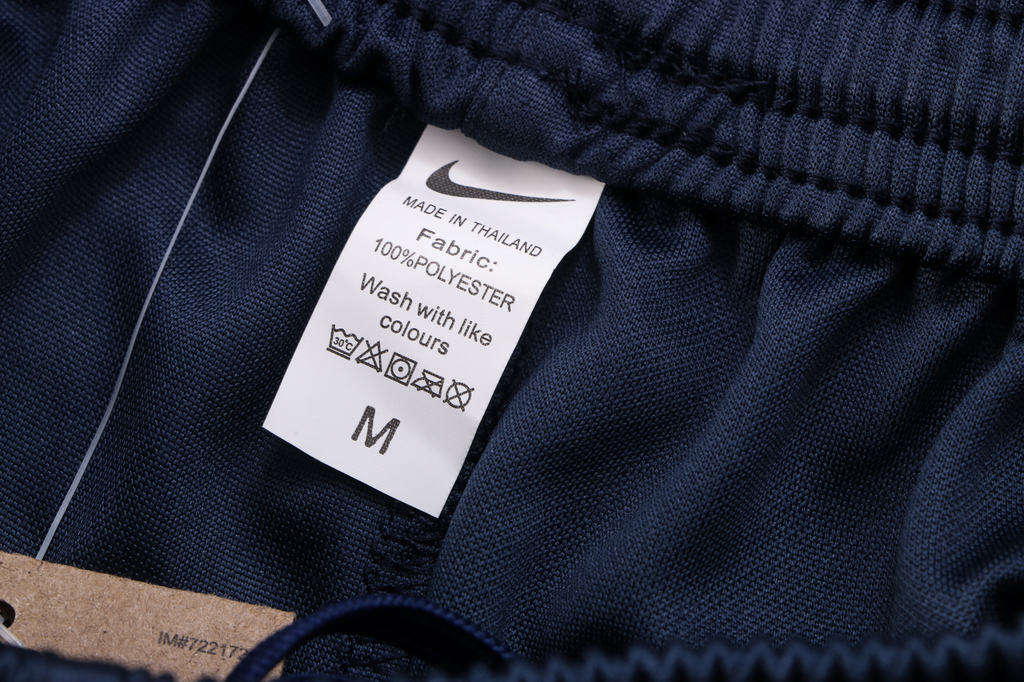 MADE IN THAILAND
Fabric:
100%POLYESTER
Wash with like
colours
30°C
M
IM#72217